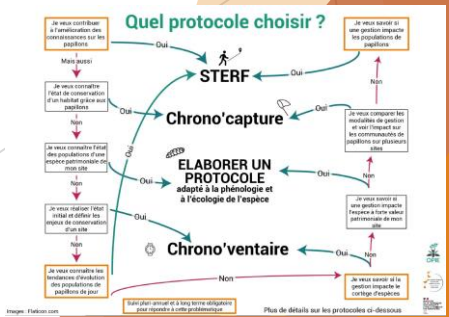 Quel protocole choisir ?
Je veux contribuer
à l'amélioration des
connaissances sur les
papillons
Oui
Mais aussi
Je veux connaître
l'état de conservation
d'un habitat grâce aux
papillons
Oui
Non
Je veux connaître l'état
des populations d'une
espèce patrimoniale de
mon site
Oui
Non
Je veux réaliser l'état
initial et définir les
enjeux de conservation
d'un site
Oui
Non
Je veux connaître les
tendances d'évolution
des populations de
papillons de jour
Oui
Non
STERF
Chrono'capture
ELABORER UN
PROTOCOLE
adapté à la phénologie et
à l'écologie de l'espèce
Chrono'ventaire
Je veux savoir si
une gestion impacte
les populations de
papillons
Oui
Non
Je veux comparer les
modalités de gestion
et voir l'impact sur
les communautés de
papillons sur plusieurs
sites
Oui
Non
Je veux savoir si
une gestion impacte
l'espèce à forte valeur
patrimoniale de mon
site
Oui
Non
Je veux savoir si la
gestion impacte le
cortège d'espèces
Oui
Suivi pluri-annuel et à long terme obligatoire
pour répondre à cette problématique
Images : Flaticon.com
Plus de détails sur les protocoles ci-dessous